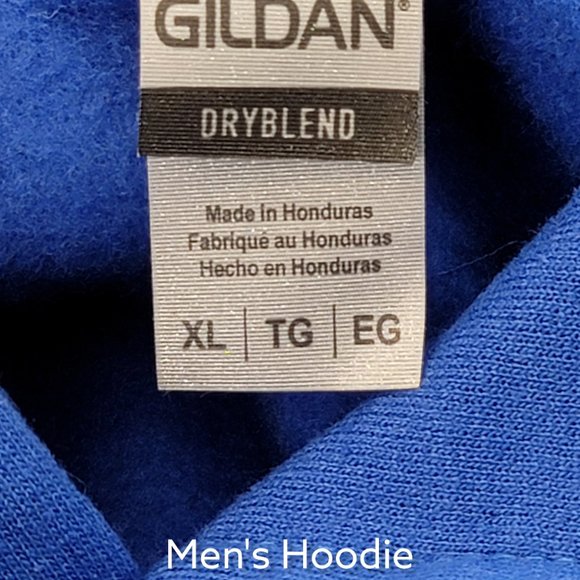 GILDAN®
DRYBLEND
Made in Honduras
Fabriqué au Honduras
Hecho en Honduras
XL | TG | EG
Men's Hoodie